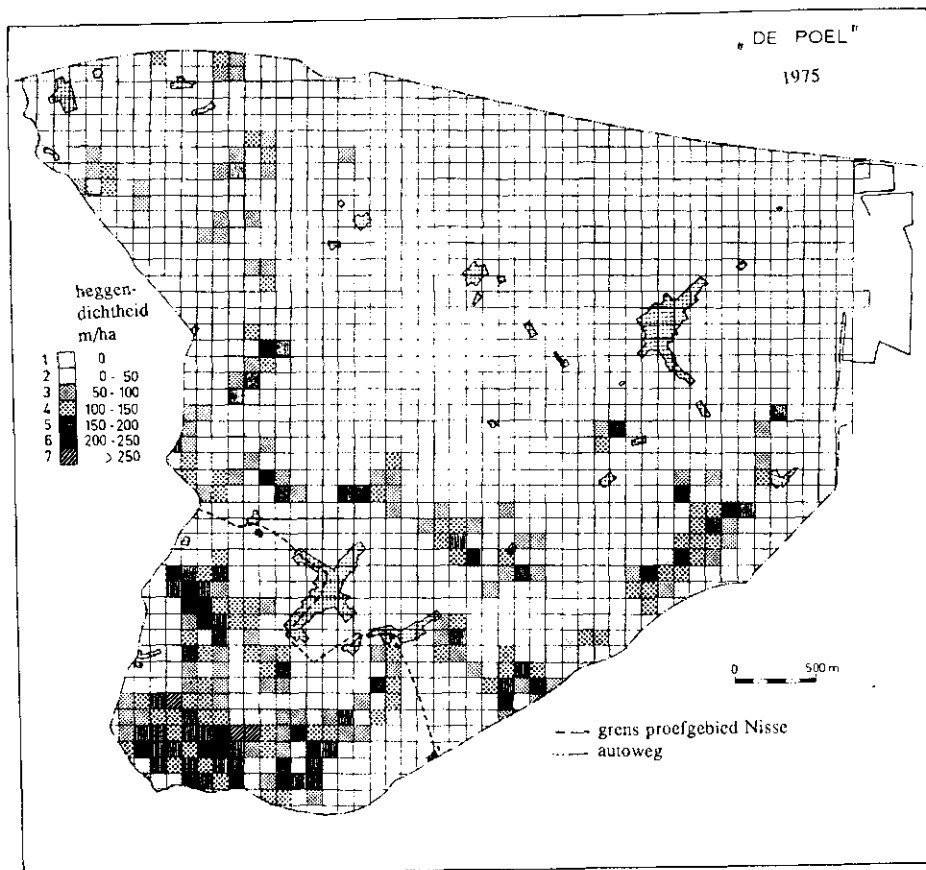 „ DE POEL "
1975
heggen-
dichtheid
m/ha
1 0
2 0 - 50
3 50 - 100
4 100 - 150
5 150 - 200
6 200 - 250
7 > 250
0 500 m
grens proefgebied Nisse
autoweg